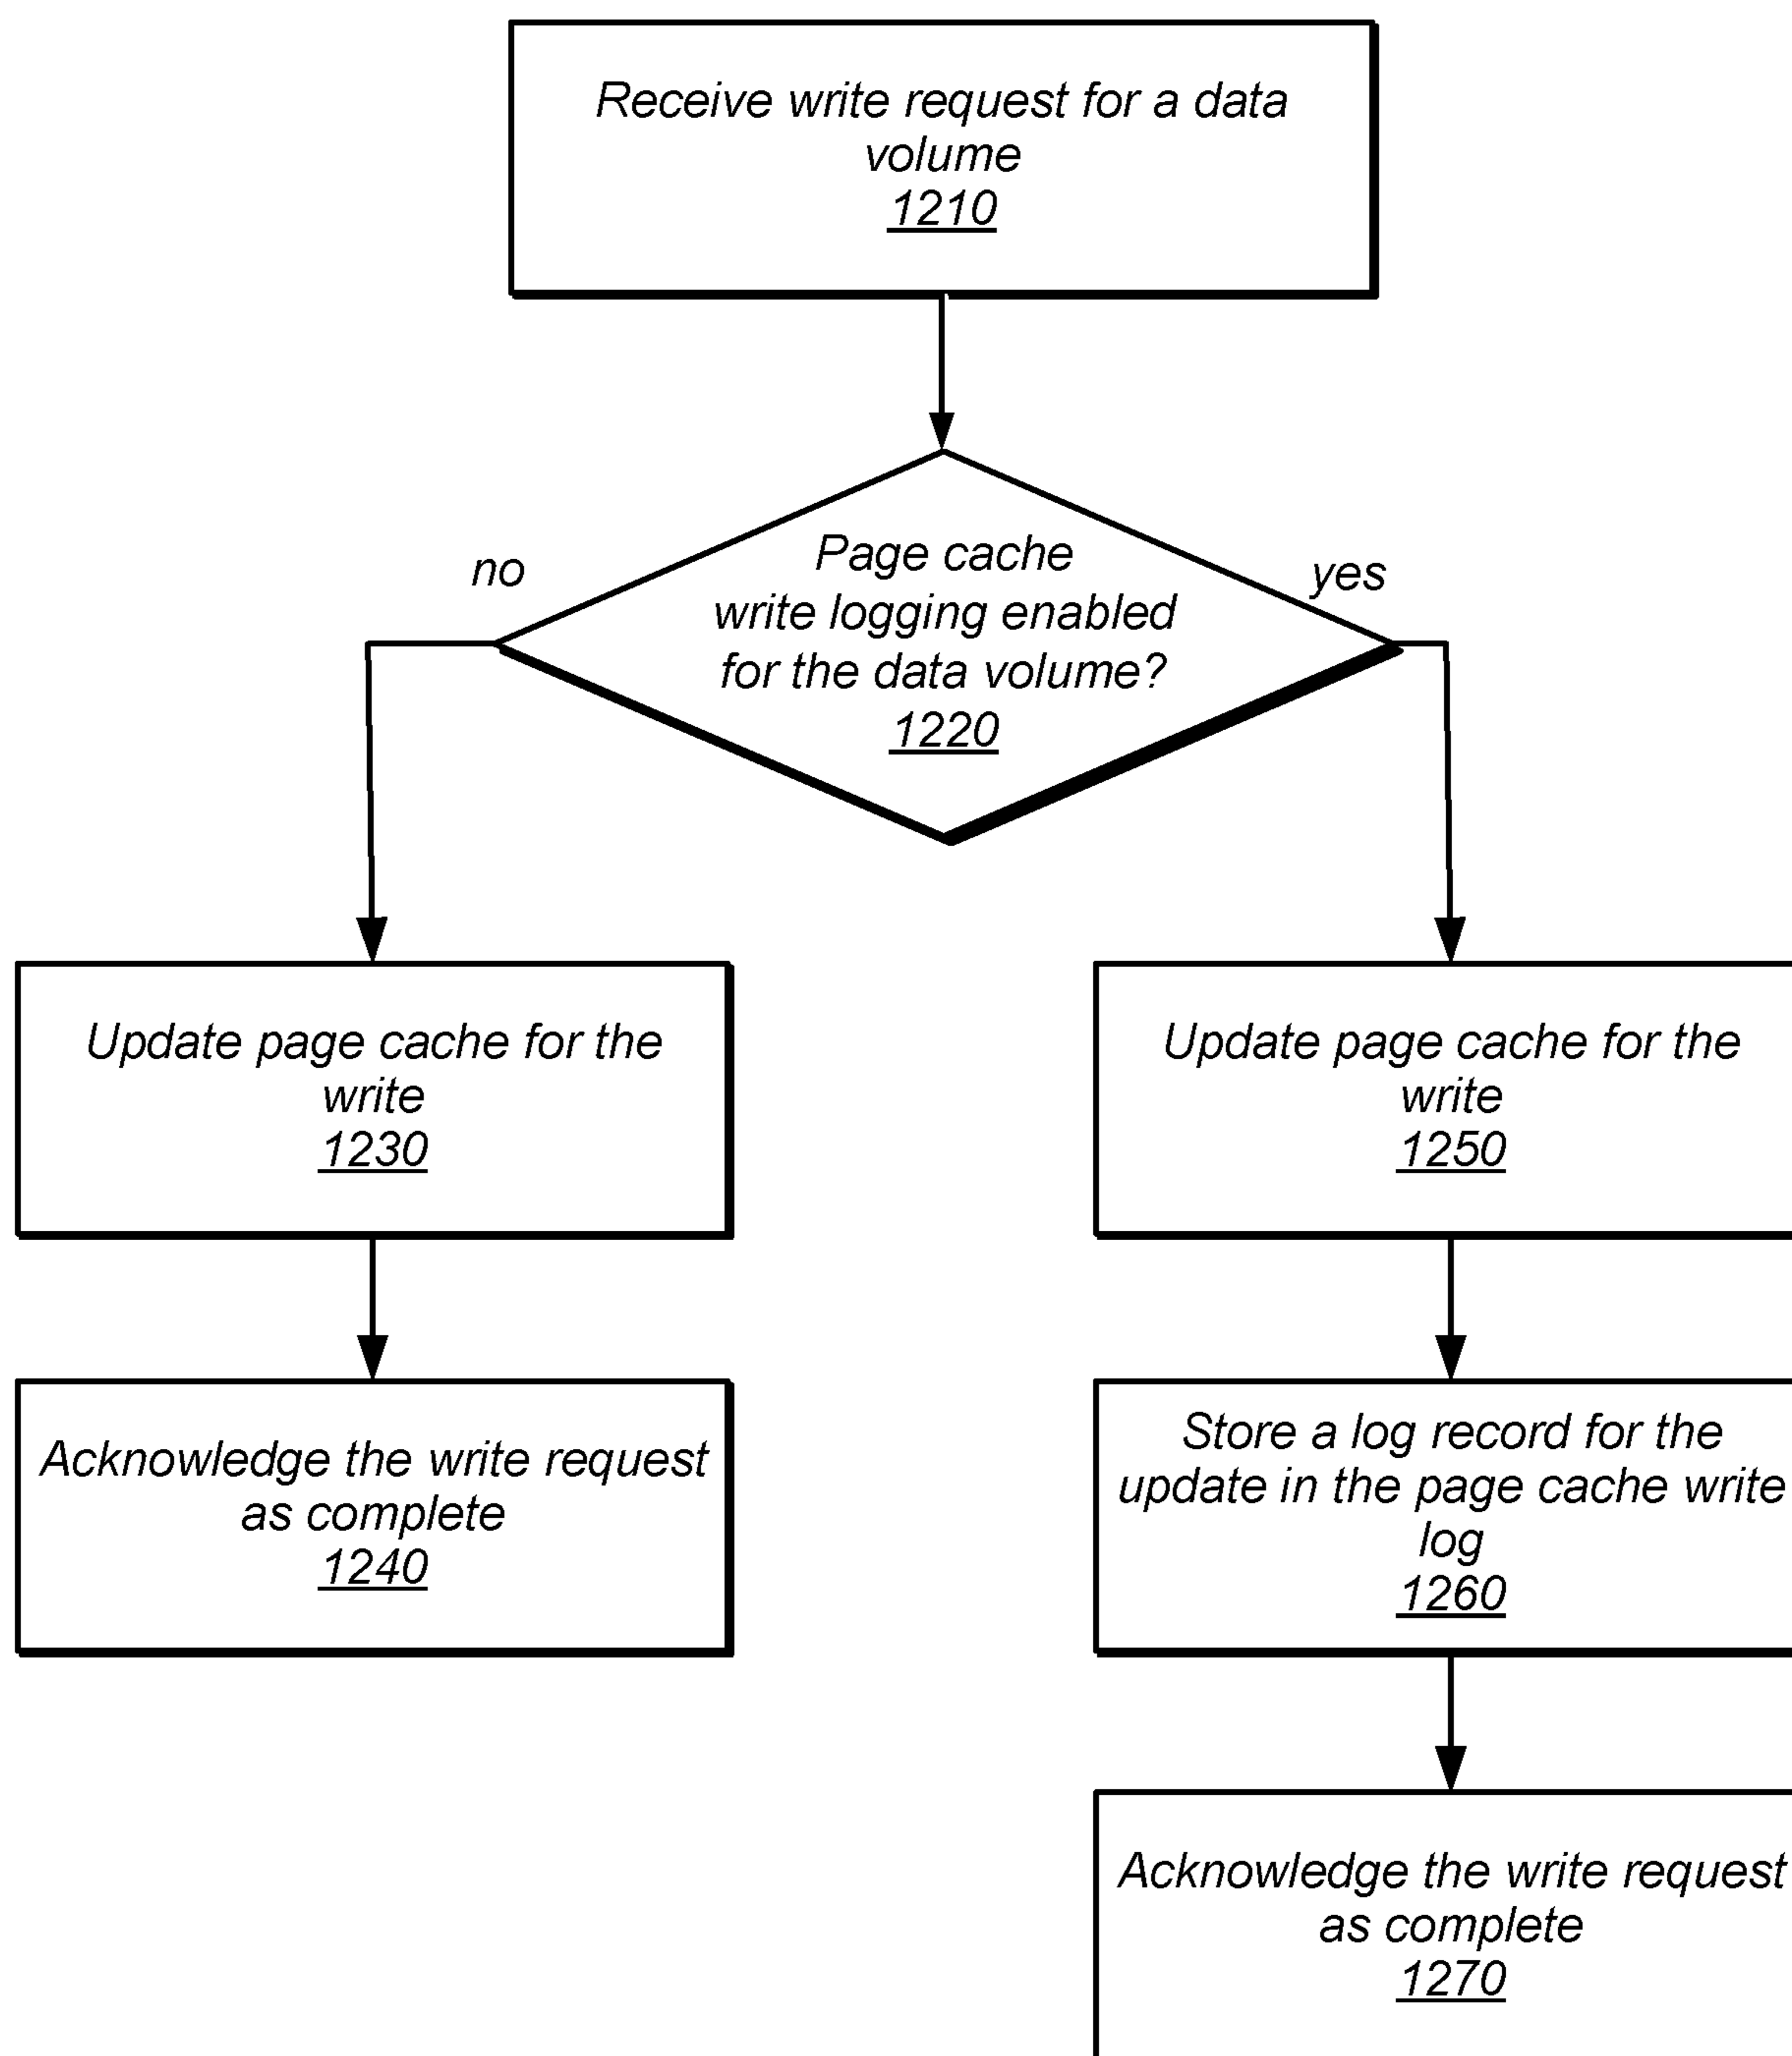 Receive write request for a data
volume
1210
no
yes
Page cache
write logging enabled
for the data volume?
1220
Update page cache for the
write
1230
Update page cache for the
write
1250
Acknowledge the write request
as complete
1240
Store a log record for the
update in the page cache write
log
1260
Acknowledge the write request
as complete
1270